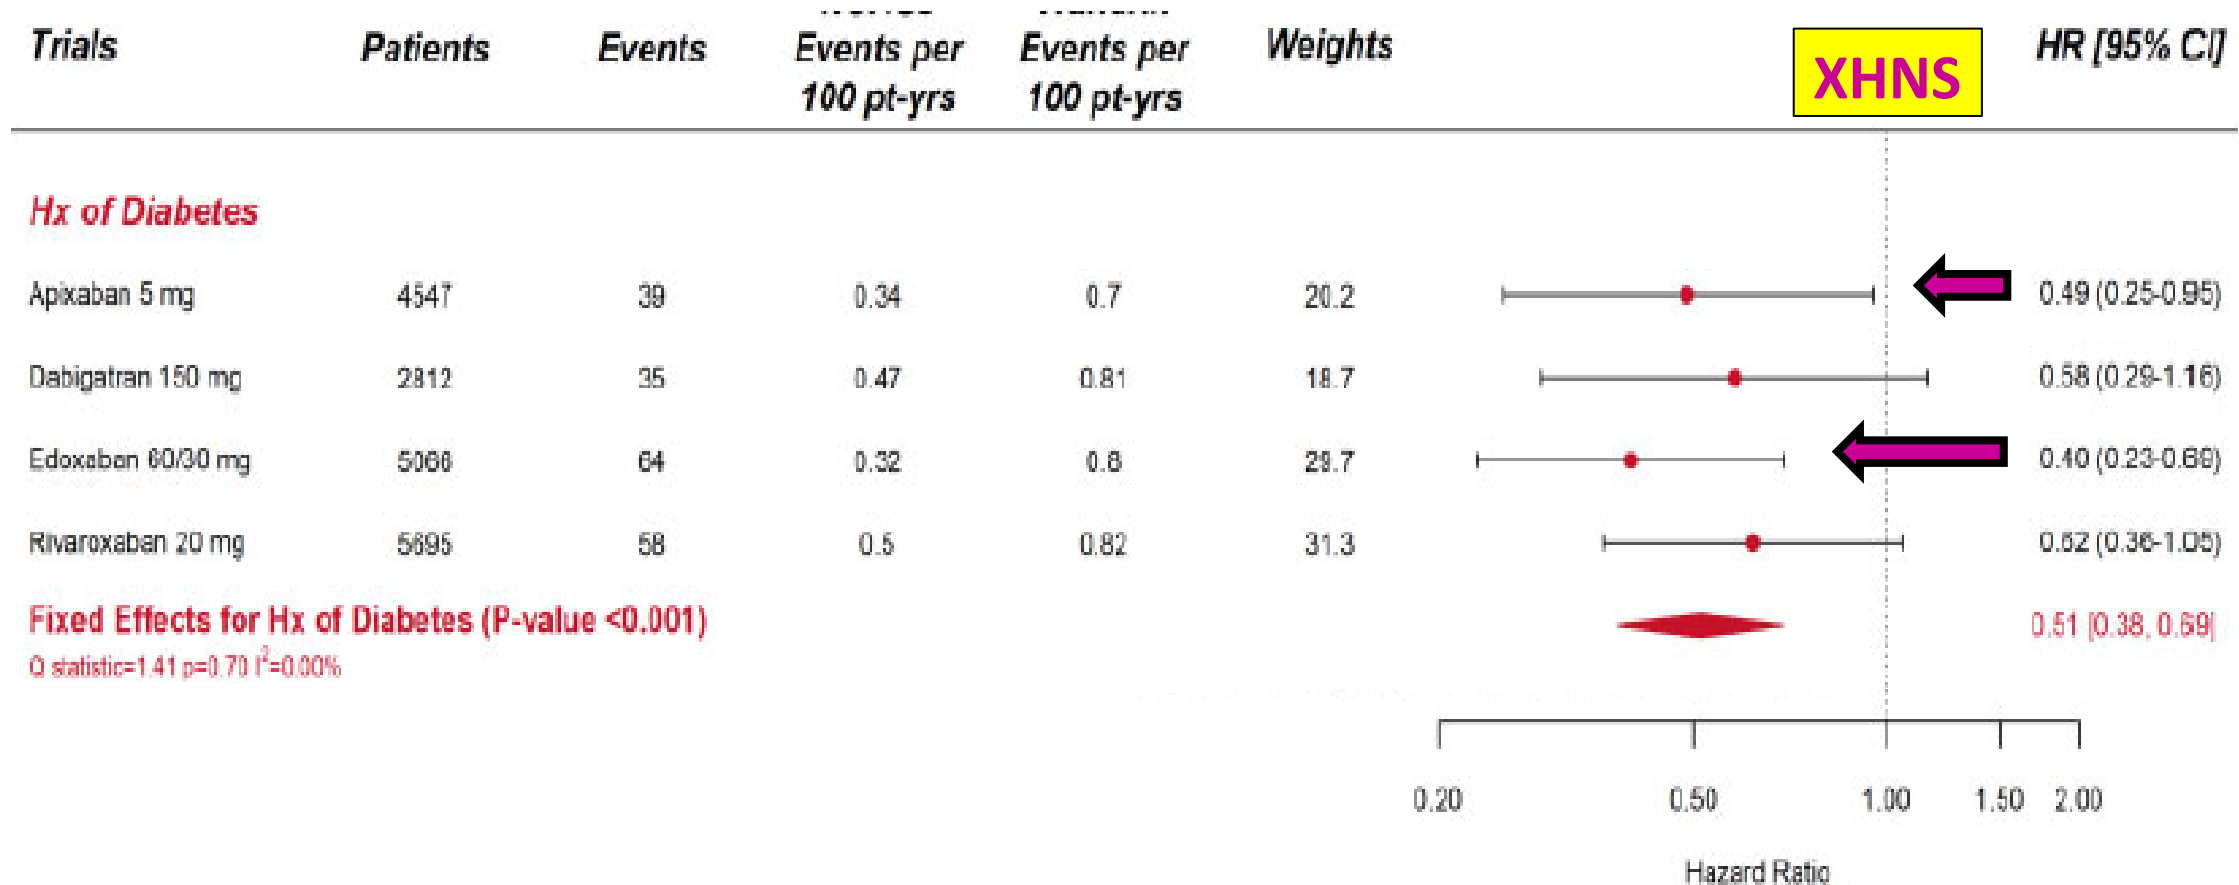 Trials Patients Events Events per Events per Weights XHNS HR [95% CI]
100 pt-yrs 100 pt-yrs
Hx of Diabetes
Apixaban 5 mg 4547 39 0.34 0.7 20.2 0.49 (0.25-0.95)
Dabigatran 150 mg 2812 35 0.47 0.81 18.7 0.58 (0.29-1.16)
Edoxaban 60/30 mg 5066 64 0.32 0.8 29.7 0.40 (0.23-0.69)
Rivaroxaban 20 mg 5695 58 0.5 0.82 31.3 0.62 (0.36-1.05)
Fixed Effects for Hx of Diabetes (P-value <0.001) 0.51 [0.38, 0.69]
Q statistic=1.41 p=0.70 I²=0.00%
0.20 0.50 1.00 1.50 2.00
Hazard Ratio